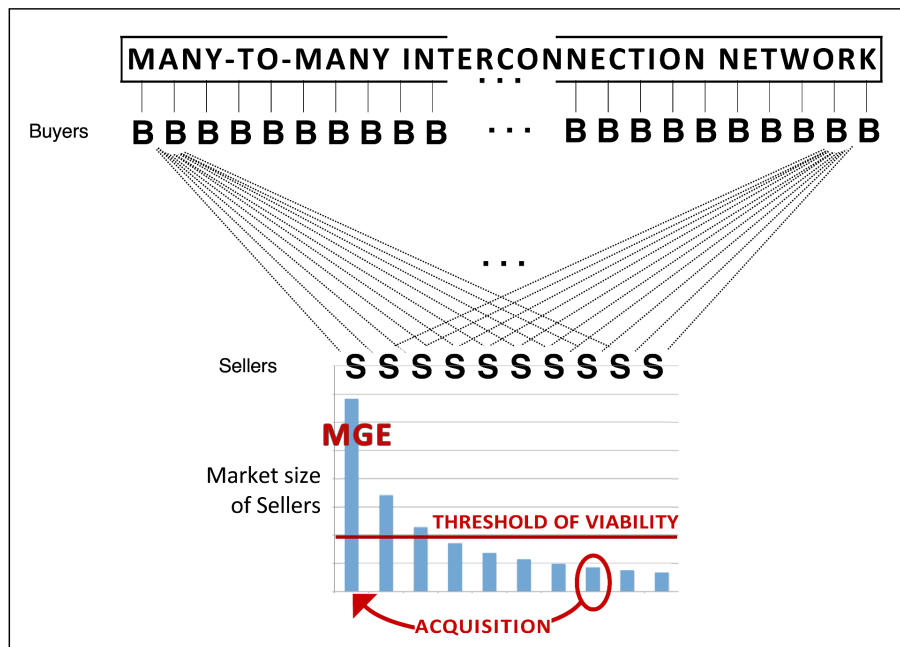 MANY-TO-MANY INTERCONNECTION NETWORK
...
Buyers B B B B B B B B B B ... B B B B B B B B B B
...
Sellers S S S S S S S S S S
MGE
Market size
of Sellers
THRESHOLD OF VIABILITY
ACQUISITION